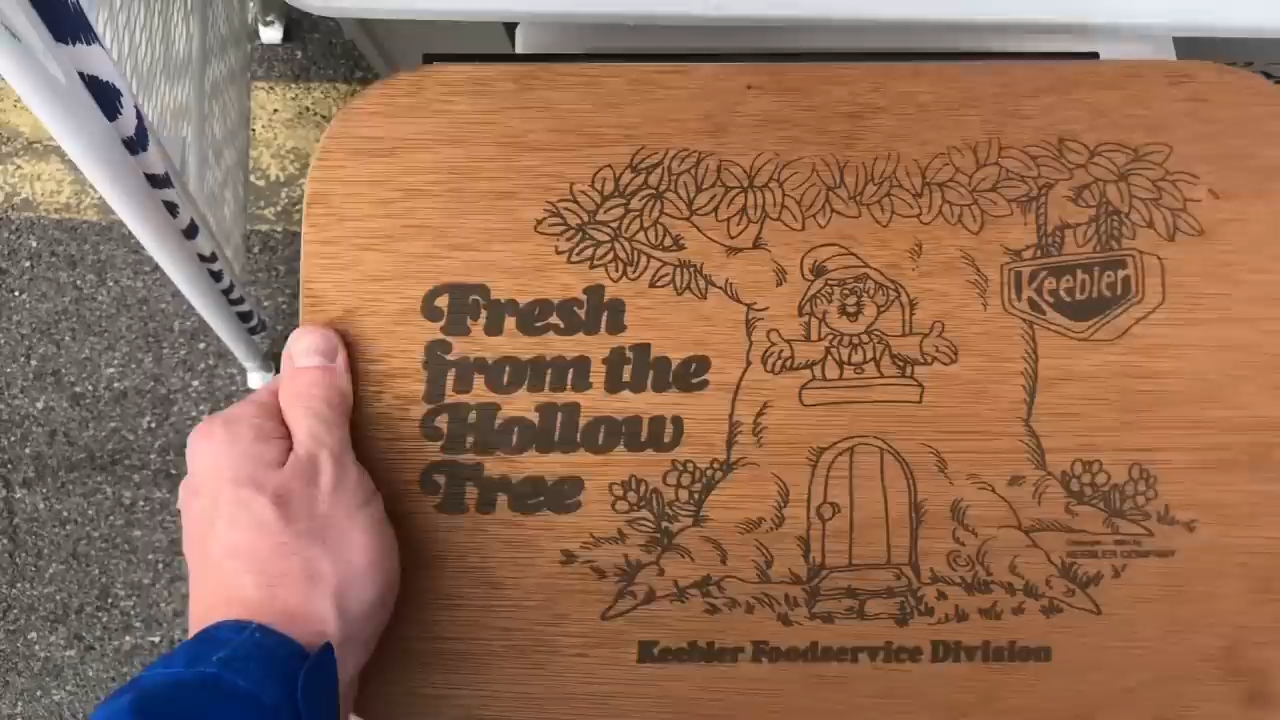 Fresh
from the
Hollow
Tree
Keebler
©
KEEBLER COMPANY
Keebler Foodservice Division